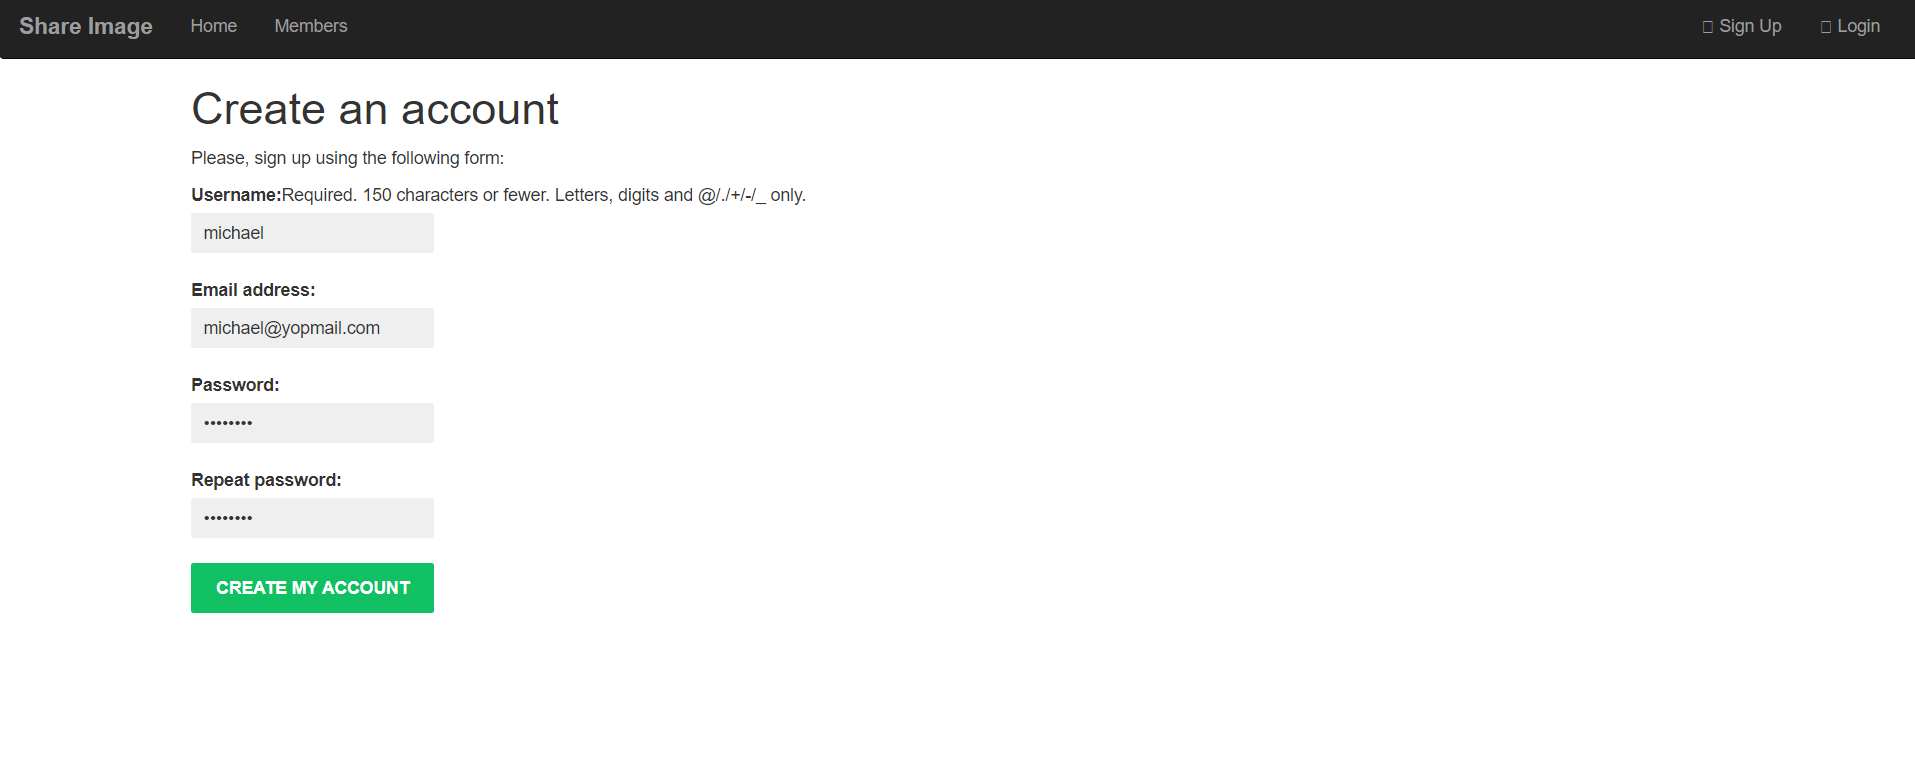 Share Image Home Members Sign Up Login
Create an account
Please, sign up using the following form:
Username:Required. 150 characters or fewer. Letters, digits and @/./+/-/_ only.
michael
Email address:
michael@yopmail.com
Password:
••••••••
Repeat password:
••••••••
CREATE MY ACCOUNT